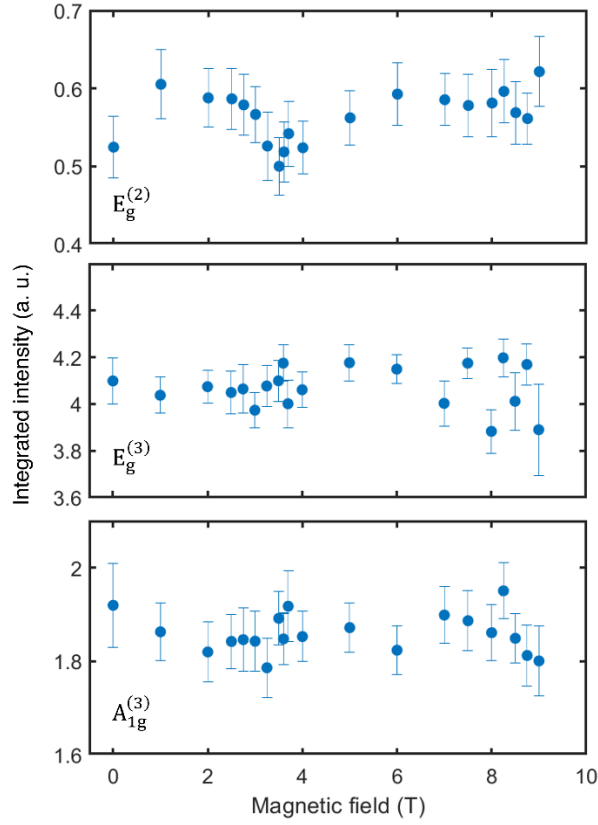 0.7
0.6
0.5
0.4
E_g^(2)
Integrated intensity (a. u.)
4.4
4.2
4
3.8
3.6
E_g^(3)
2
1.8
1.6
A_1g^(3)
0 2 4 6 8 10
Magnetic field (T)